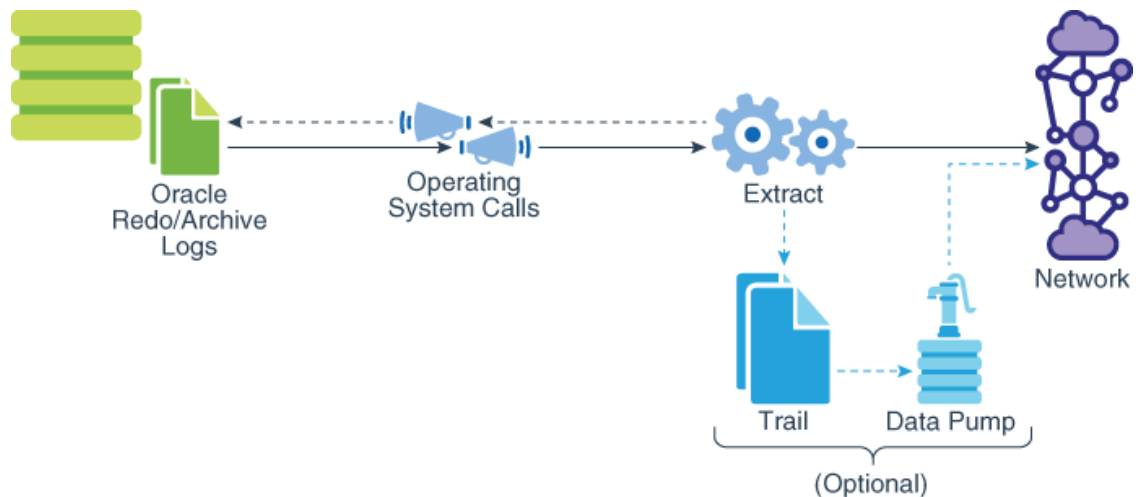 Oracle
Redo/Archive
Logs
Operating
System Calls
Extract
Network
Trail
Data Pump
(Optional)